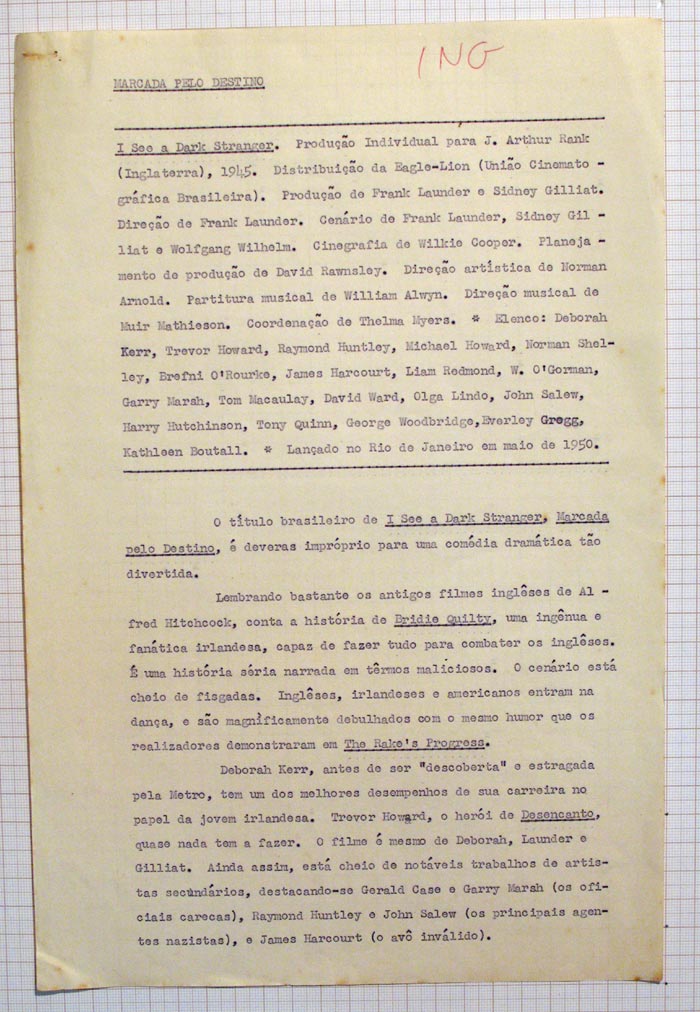 ING
MARCADA PELO DESTINO
I See a Dark Stranger. Produção Individual para J. Arthur Rank
(Inglaterra), 1945. Distribuição da Eagle-Lion (União Cinemato -
gráfica Brasileira). Produção de Frank Launder e Sidney Gilliat.
Direção de Frank Launder. Cenário de Frank Launder, Sidney Gil -
liat e Wolfgang Wilhelm. Cinegrafia de Wilkie Cooper. Planeja -
mento de produção de David Rawnsley. Direção artística de Norman
Arnold. Partitura musical de William Alwyn. Direção musical de
Muir Mathieson. Coordenação de Thelma Myers. * Elenco: Deborah
Kerr, Trevor Howard, Raymond Huntley, Michael Howard, Norman Shel-
ley, Brefni O'Rourke, James Harcourt, Liam Redmond, W. O'Gorman,
Garry Marsh, Tom Macaulay, David Ward, Olga Lindo, John Salew,
Harry Hutchinson, Tony Quinn, George Woodbridge,Everley Gregg,
Kathleen Boutall. * Lançado no Rio de Janeiro em maio de 1950.
O título brasileiro de I See a Dark Stranger, Marcada
pelo Destino, é deveras impróprio para uma comédia dramática tão
divertida.
Lembrando bastante os antigos filmes inglêses de Al -
fred Hitchcock, conta a história de Bridie Quilty, uma ingênua e
fanática irlandesa, capaz de fazer tudo para combater os inglêses.
É uma história séria narrada em têrmos maliciosos. O cenário está
cheio de fisgadas. Inglêses, irlandeses e americanos entram na
dança, e são magnìficamente debulhados com o mesmo humor que os
realizadores demonstraram em The Rake's Progress.
Deborah Kerr, antes de ser "descoberta" e estragada
pela Metro, tem um dos melhores desempenhos de sua carreira no
papel da jovem irlandesa. Trevor Howard, o herói de Desencanto,
quase nada tem a fazer. O filme é mesmo de Deborah, Launder e
Gilliat. Ainda assim, está cheio de notáveis trabalhos de artis-
tas secundários, destacando-se Gerald Case e Garry Marsh (os ofi-
ciais carecas), Raymond Huntley e John Salew (os principais agen-
tes nazistas), e James Harcourt (o avô inválido).